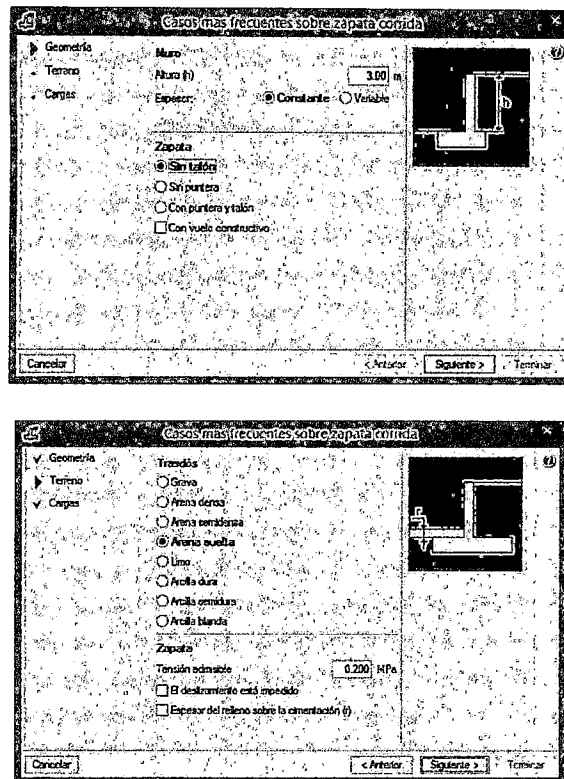 Casos mas frecuentes sobre zapata corrida
Geometría
Terreno
Cargas
Muro
Altura (h) 3.00 m
Espesor: Constante Variable
Zapata
Sin talón
Sin puntera
Con puntera y talón
Con vuelo constructivo
h
Cancelar < Anterior Siguiente > Terminar
Casos mas frecuentes sobre zapata corrida
Geometría
Terreno
Cargas
Trasdós
Grava
Arena densa
Arena semidensa
Arena suelta
Limo
Arcilla dura
Arcilla semidura
Arcilla blanda
Zapata
Tensión admisible 0.200 MPa
El deslizamiento está impedido
Espesor del relleno sobre la cimentación (r)
r
Cancelar < Anterior Siguiente > Terminar